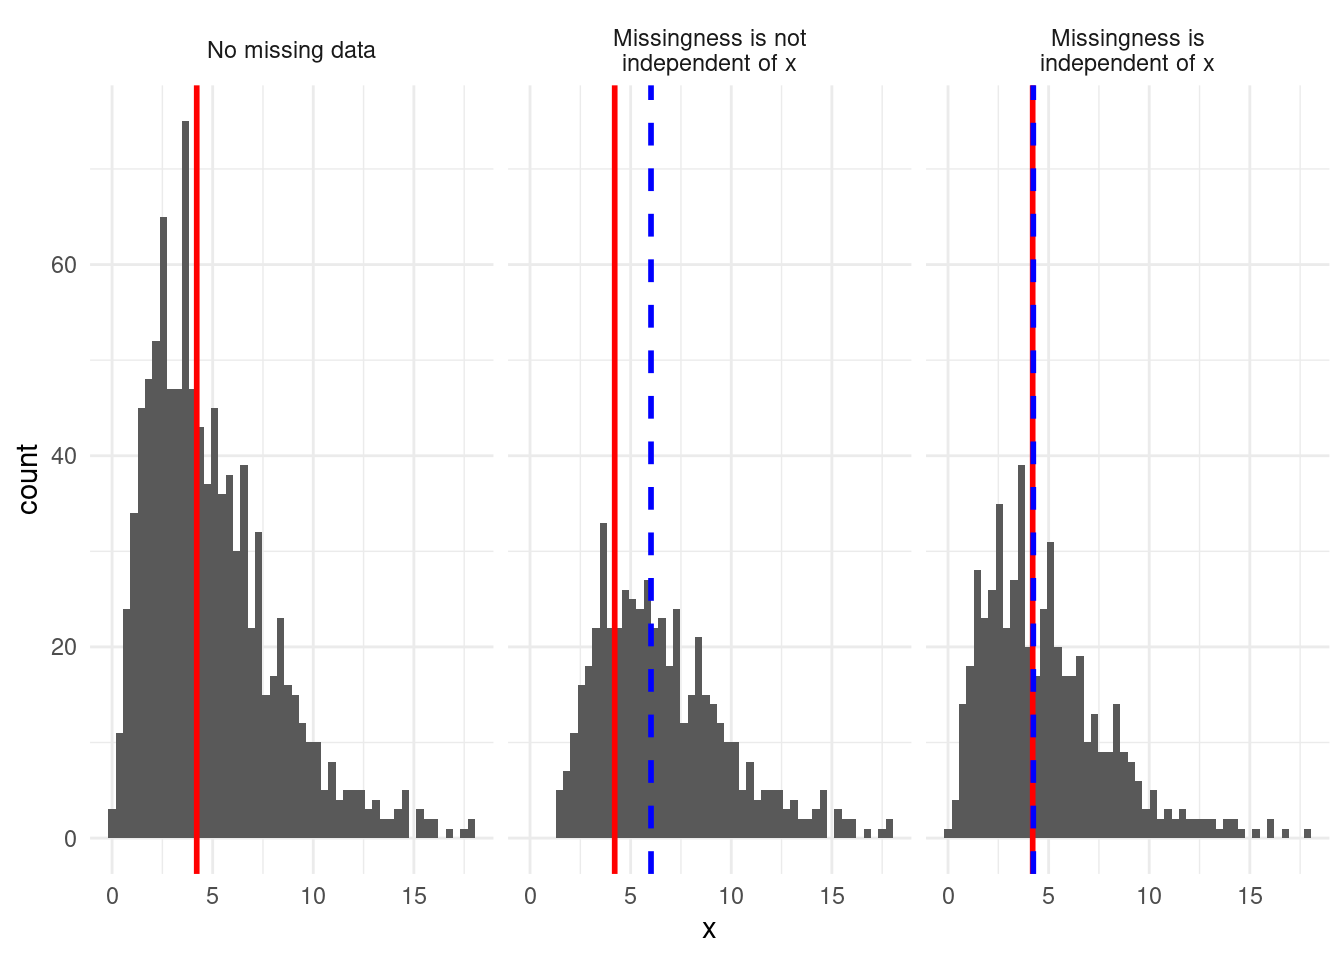 No missing data
Missingness is not
independent of x
Missingness is
independent of x
count
60
40
20
0
0 5 10 15
0 5 10 15
0 5 10 15
x